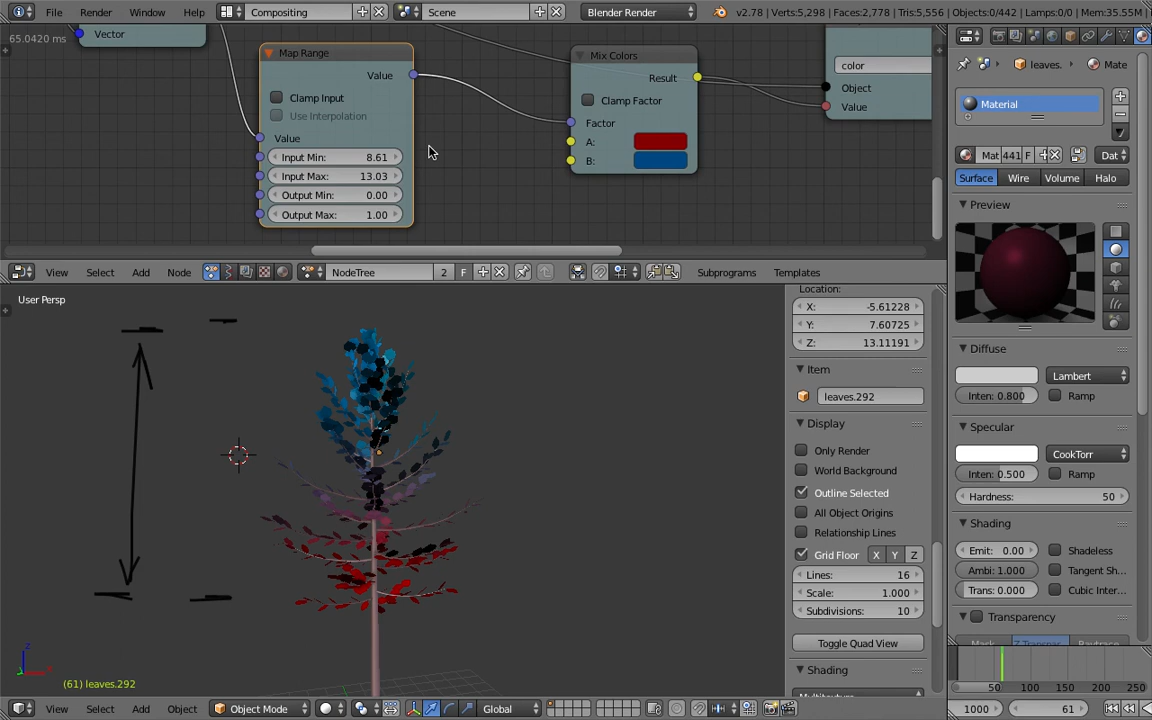 File Render Window Help Compositing Scene Blender Render v2.78 | Verts:5,298 | Faces:2,778 | Tris:5,556 | Objects:0/442 | Lamps:0/0 | Mem:35.55M
65.0420 ms
Vector
Map Range
Value
Clamp Input
Use Interpolation
Value
Input Min: 8.61
Input Max: 13.03
Output Min: 0.00
Output Max: 1.00
Mix Colors
Result
Clamp Factor
Factor
A:
B:
color
Object
Value
View Select Add Node NodeTree 2 F Subprograms Templates
User Persp
(61) leaves.292
Location:
X: -5.61228
Y: 7.60725
Z: 13.11191
Item
leaves.292
Display
Only Render
World Background
Outline Selected
All Object Origins
Relationship Lines
Grid Floor X Y Z
Lines: 16
Scale: 1.000
Subdivisions: 10
Toggle Quad View
Shading
View Select Add Object Object Mode Global
leaves. Mate
Material
Mat 441 F Dat
Surface Wire Volume Halo
Preview
Diffuse
Lambert
Inten: 0.800 Ramp
Specular
CookTorr
Inten: 0.500 Ramp
Hardness: 50
Shading
Emit: 0.00 Shadeless
Ambi: 1.000 Tangent Sh...
Trans: 0.000 Cubic Inter...
Transparency
50 100 150 200 250
1000 61